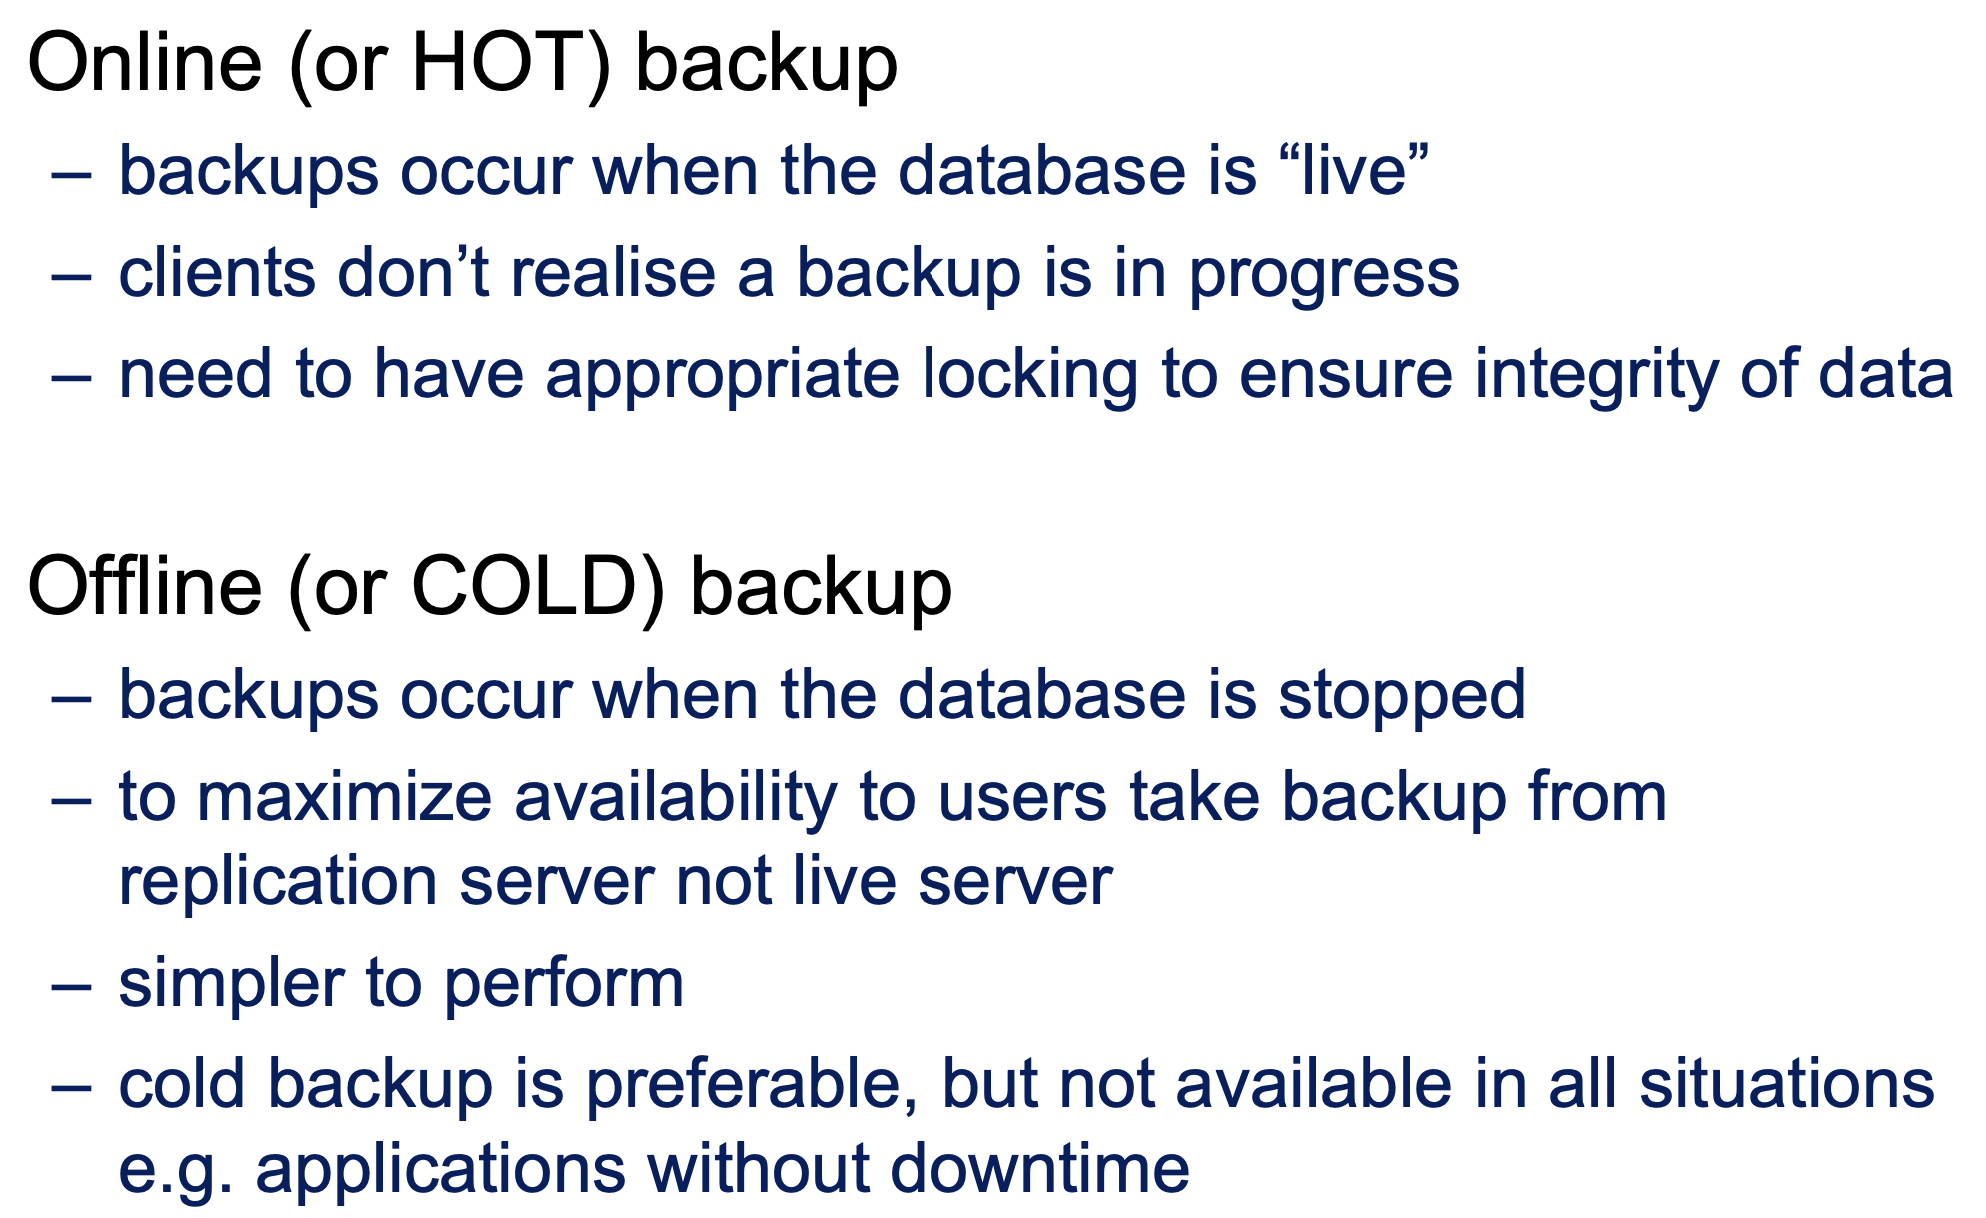 Online (or HOT) backup
– backups occur when the database is “live”
– clients don’t realise a backup is in progress
– need to have appropriate locking to ensure integrity of data
Offline (or COLD) backup
– backups occur when the database is stopped
– to maximize availability to users take backup from
replication server not live server
– simpler to perform
– cold backup is preferable, but not available in all situations
e.g. applications without downtime